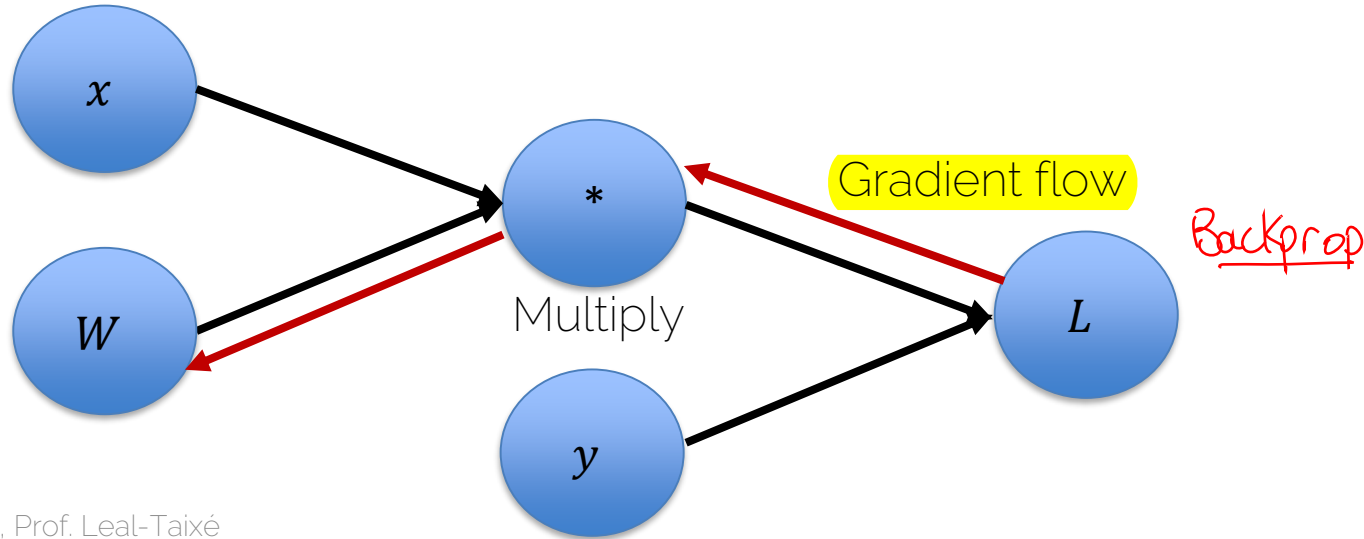 x
*
Gradient flow
Backprop
W
Multiply
L
y
, Prof. Leal-Taixé